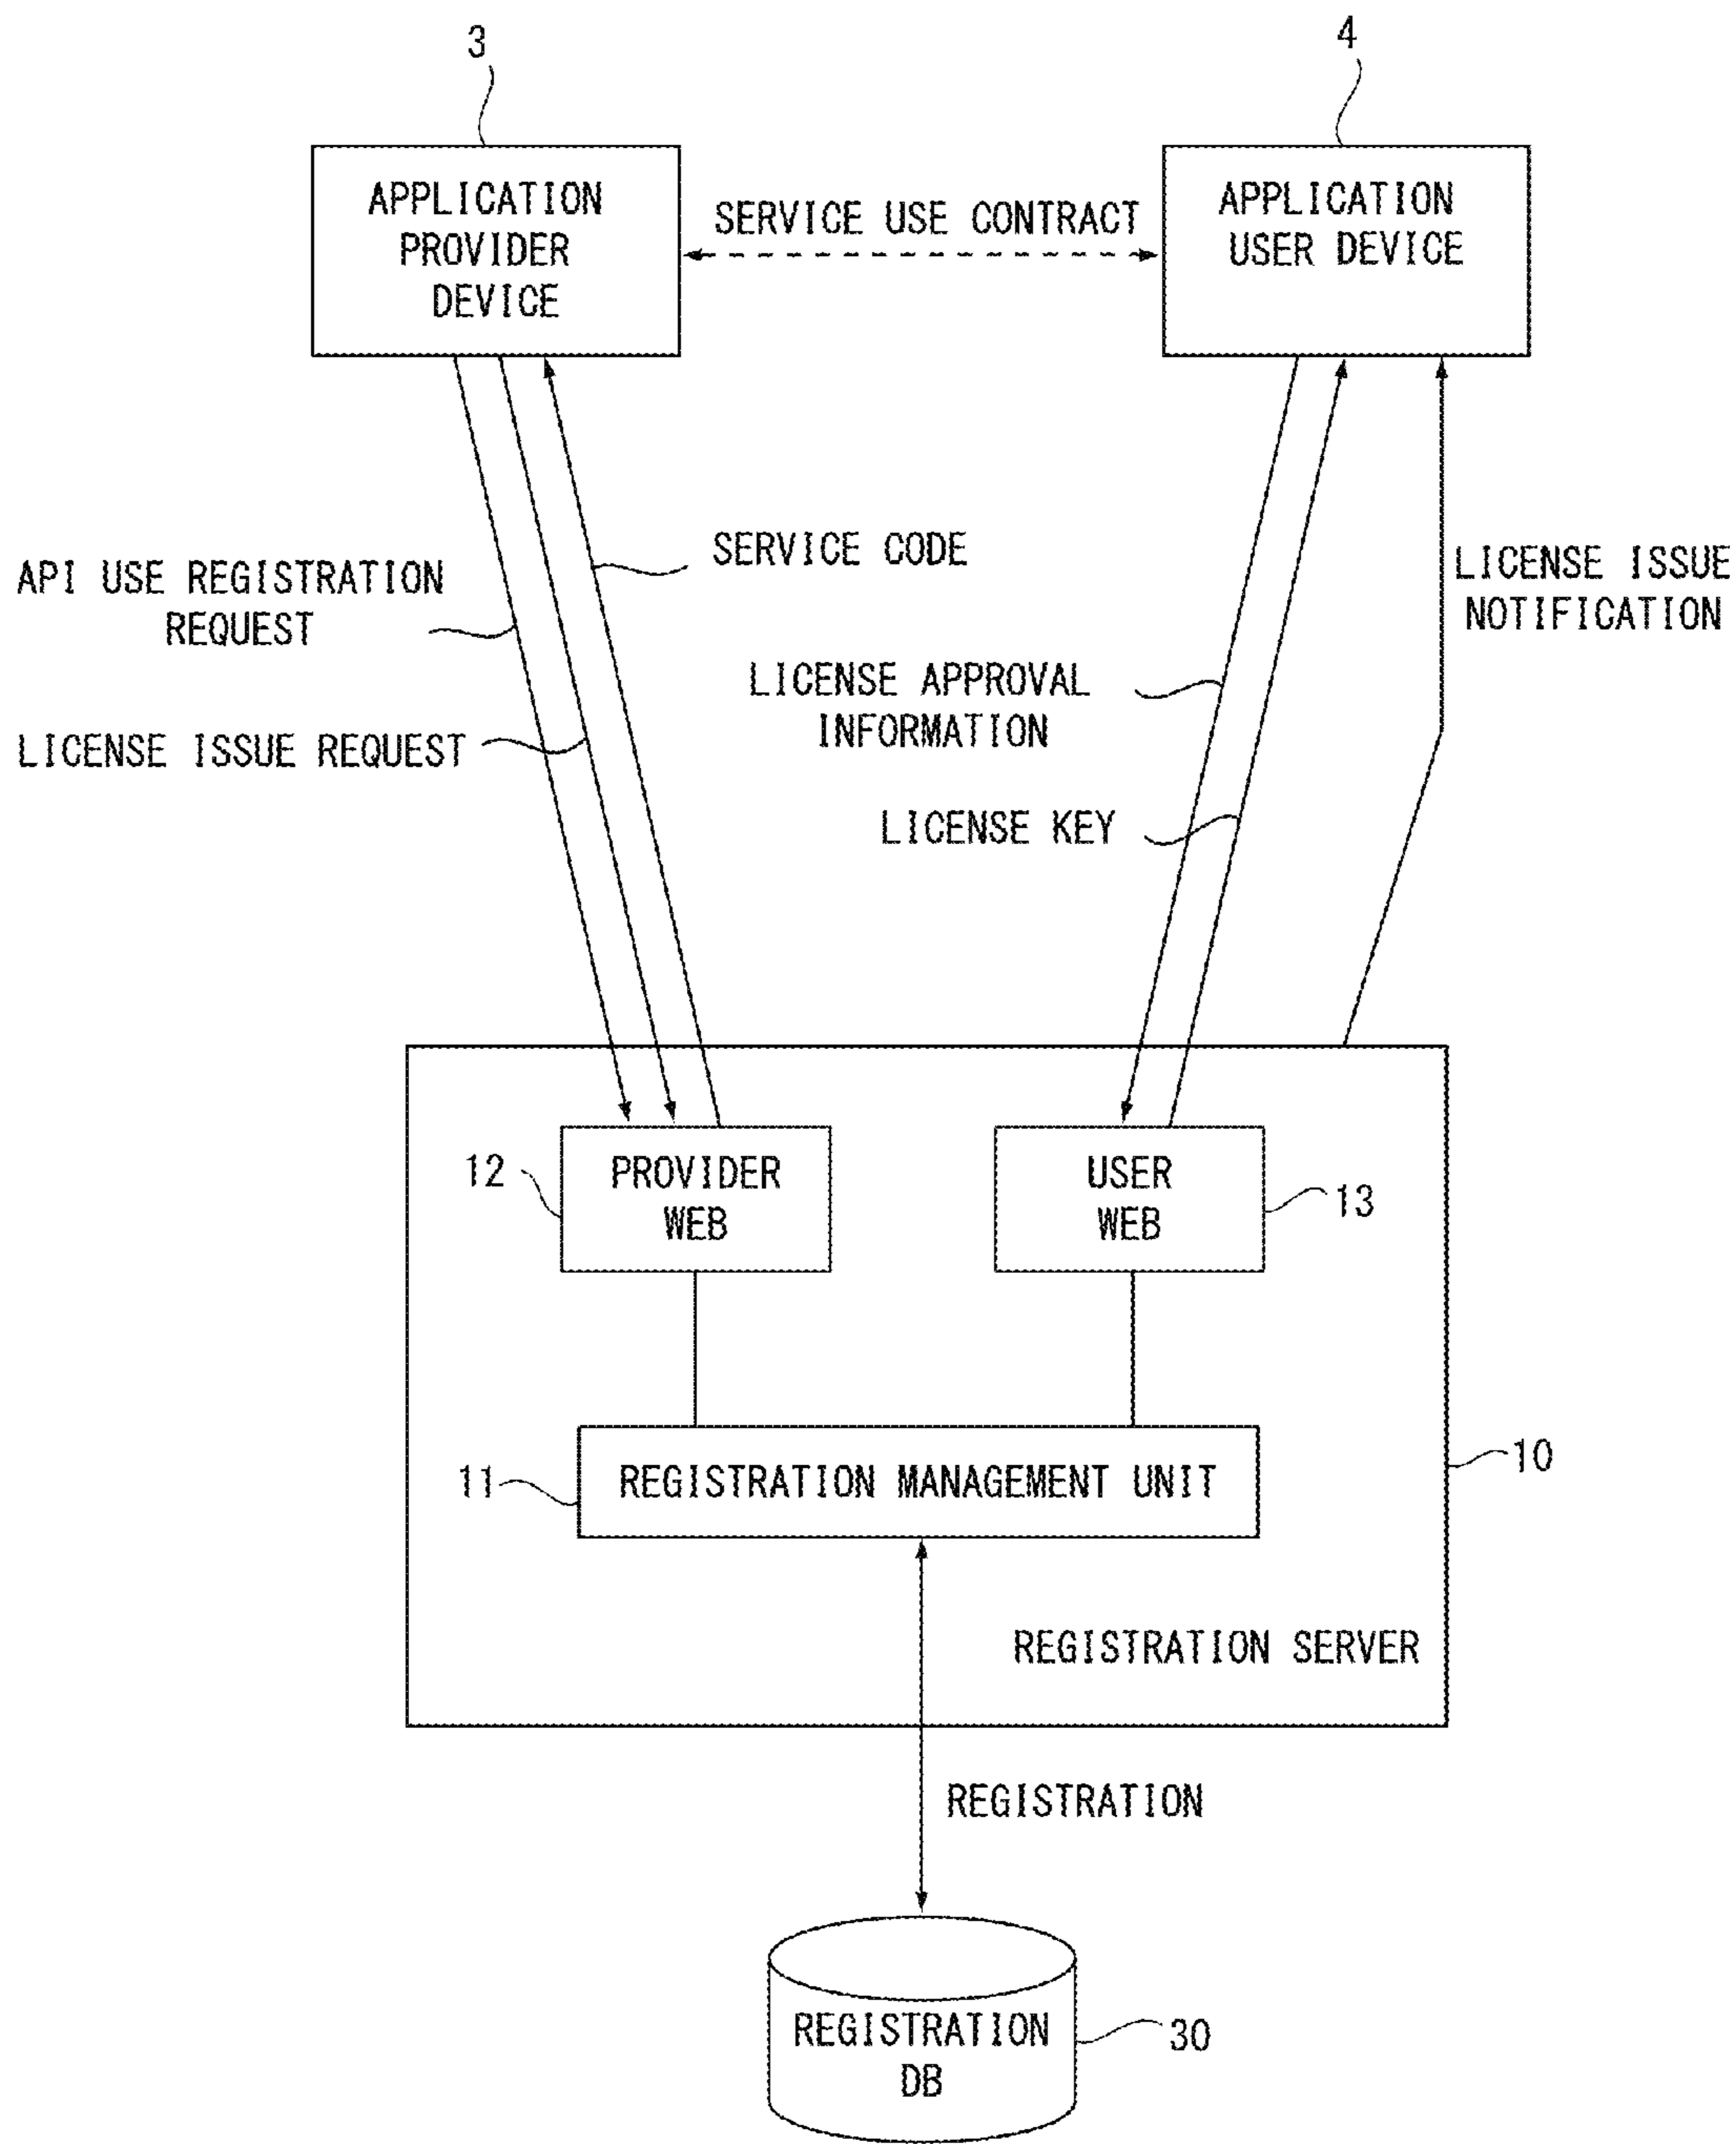 3
4
APPLICATION
PROVIDER
DEVICE
SERVICE USE CONTRACT
APPLICATION
USER DEVICE
SERVICE CODE
API USE REGISTRATION
REQUEST
LICENSE ISSUE
NOTIFICATION
LICENSE APPROVAL
INFORMATION
LICENSE ISSUE REQUEST
LICENSE KEY
12
PROVIDER
WEB
USER
WEB
13
11
REGISTRATION MANAGEMENT UNIT
10
REGISTRATION SERVER
REGISTRATION
REGISTRATION
DB
30